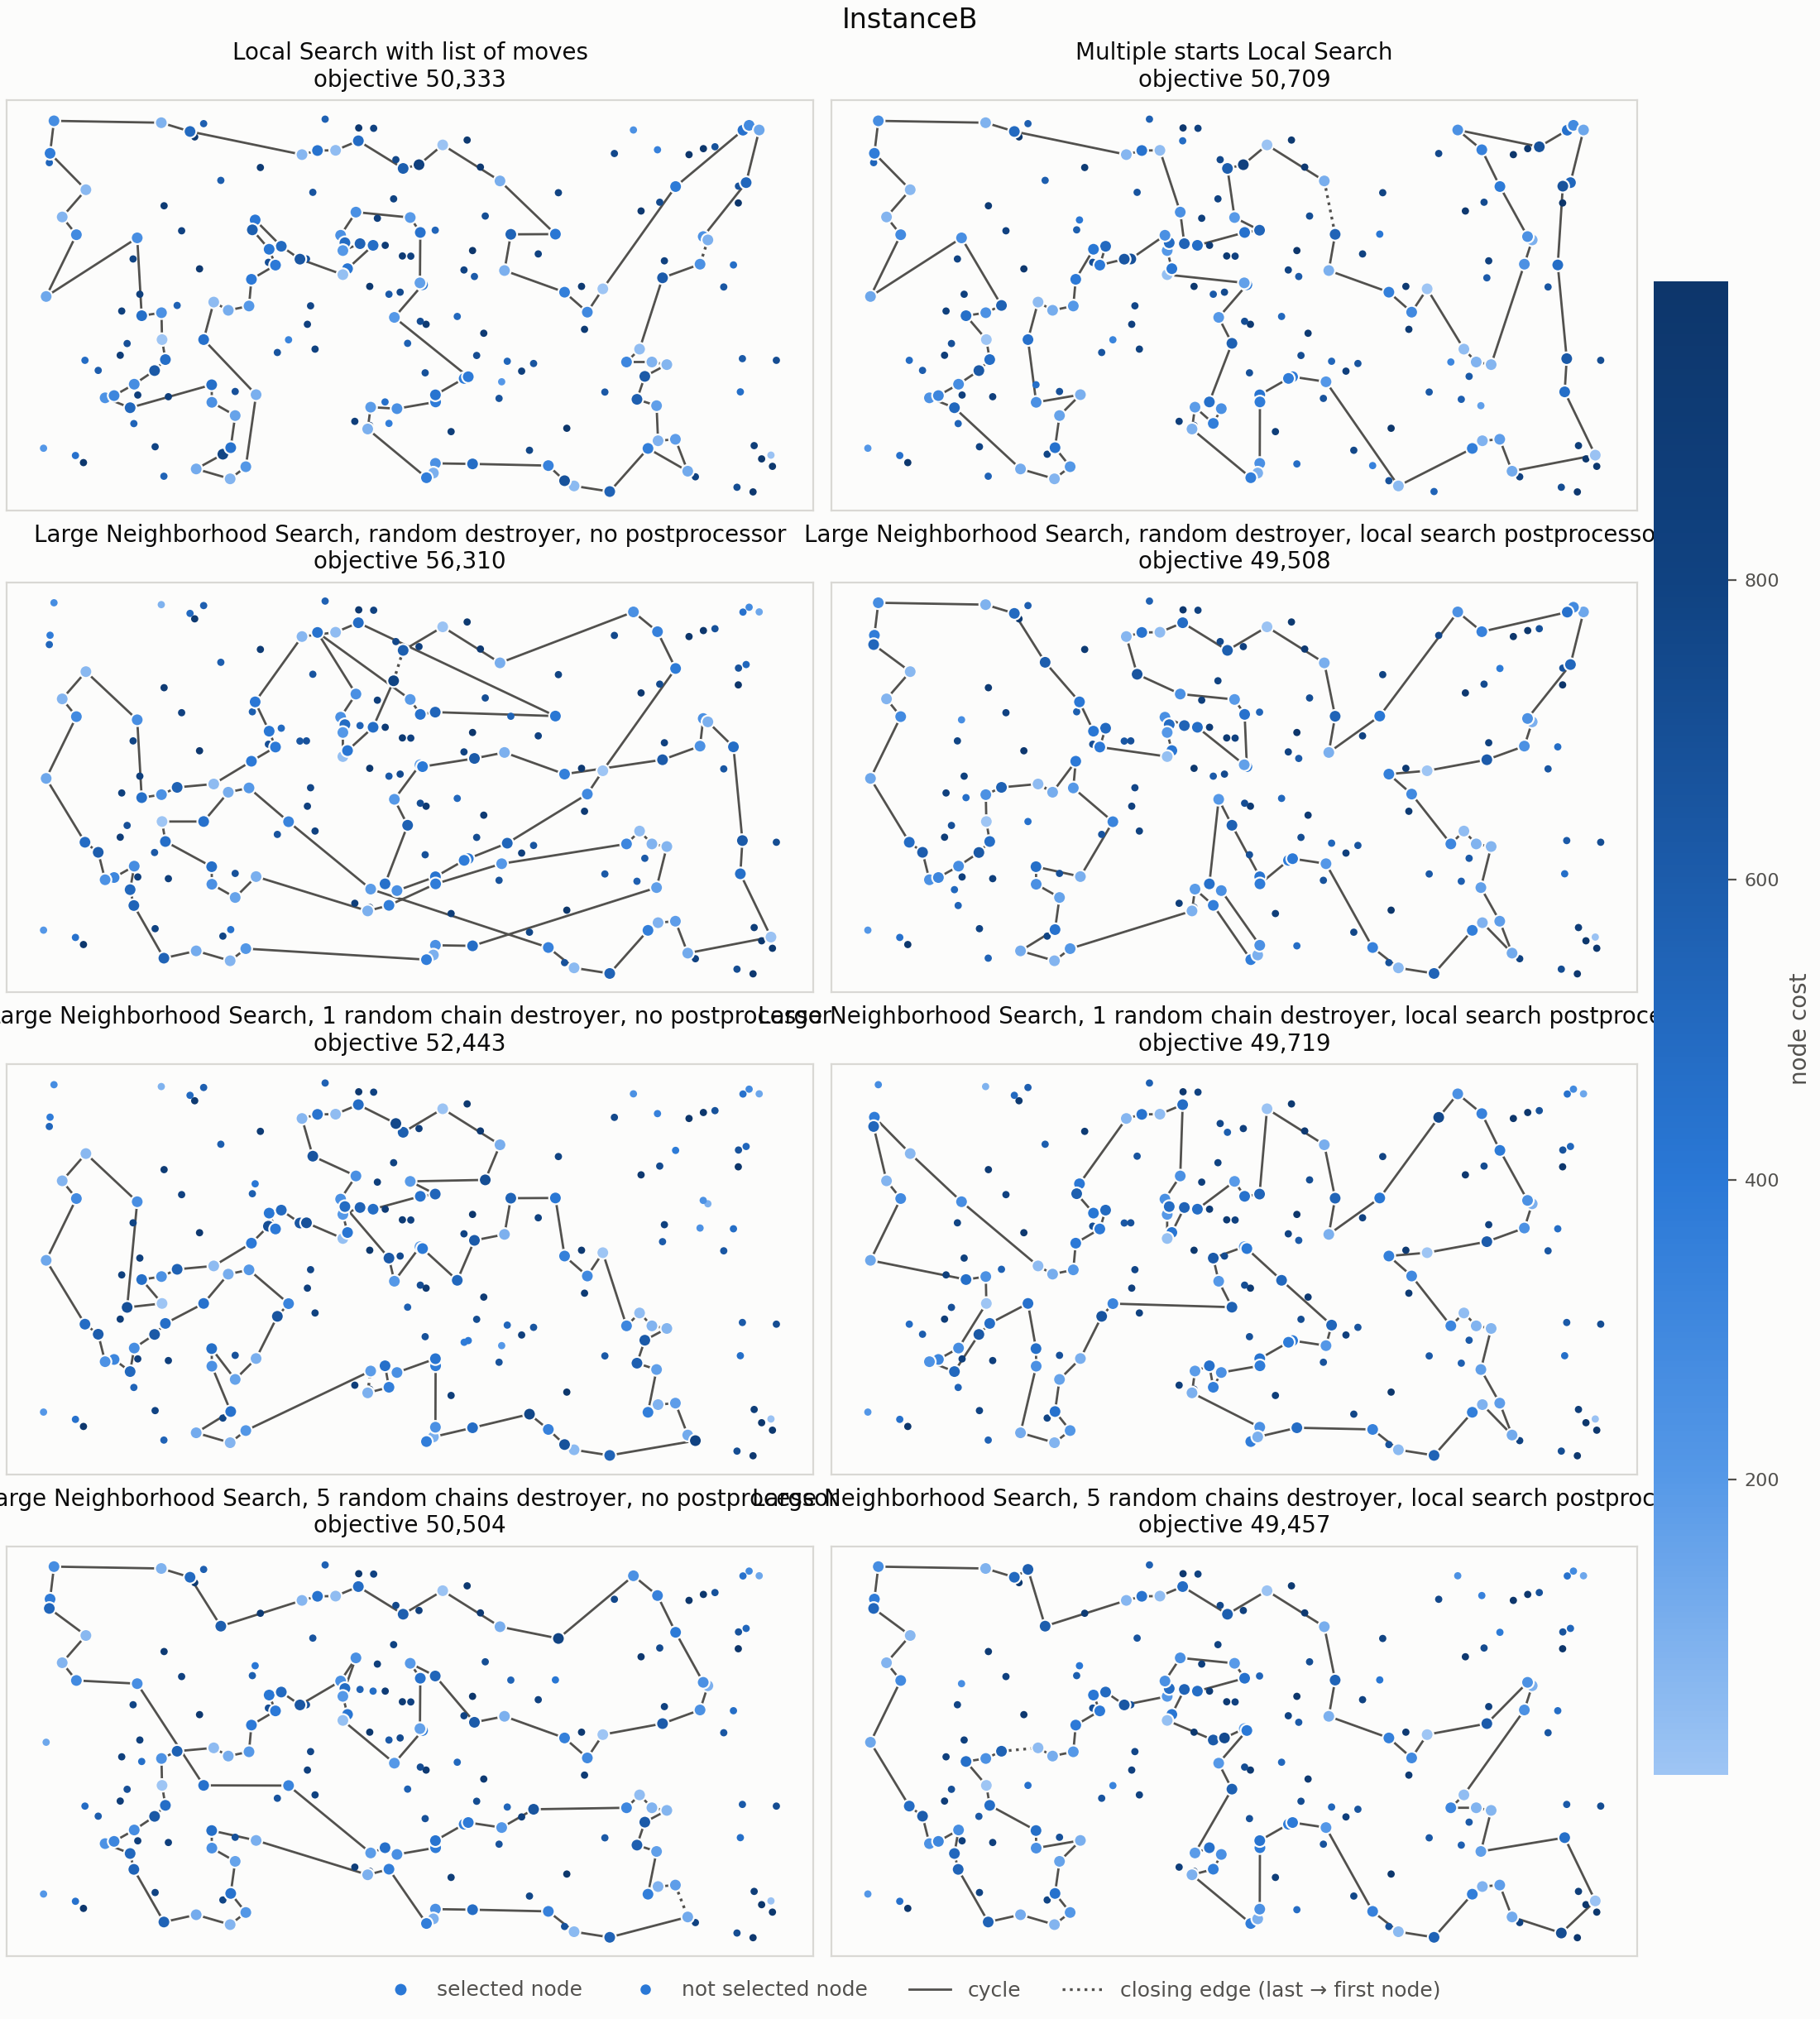 InstanceB
Local Search with list of moves
objective 50,333
Multiple starts Local Search
objective 50,709
Large Neighborhood Search, random destroyer, no postprocessor
objective 56,310
Large Neighborhood Search, random destroyer, local search postprocesso
objective 49,508
arge Neighborhood Search, 1 random chain destroyer, no postprocessor
objective 52,443
Large Neighborhood Search, 1 random chain destroyer, local search postproce
objective 49,719
arge Neighborhood Search, 5 random chains destroyer, no postprocessor
objective 50,504
Large Neighborhood Search, 5 random chains destroyer, local search postproc
objective 49,457
800
600
400
200
node cost
selected node
not selected node
cycle
closing edge (last → first node)